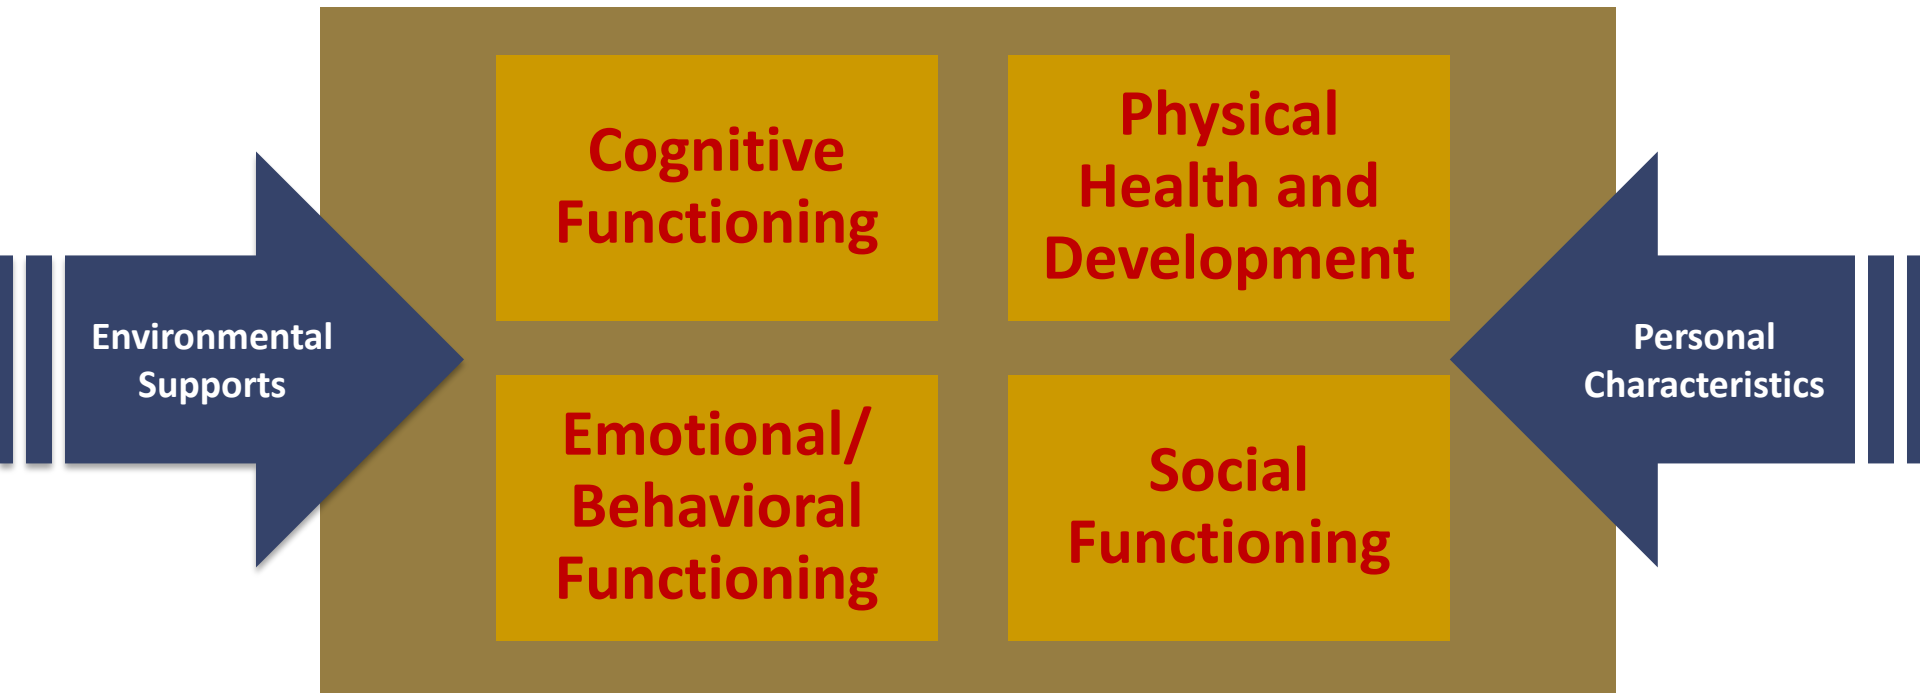 Cognitive
Functioning
Physical
Health and
Development
Environmental
Supports
Personal
Characteristics
Emotional/
Behavioral
Functioning
Social
Functioning